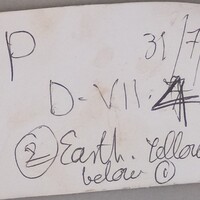 P 31/7
D-VII.4
② Earth. Yellow
below ①